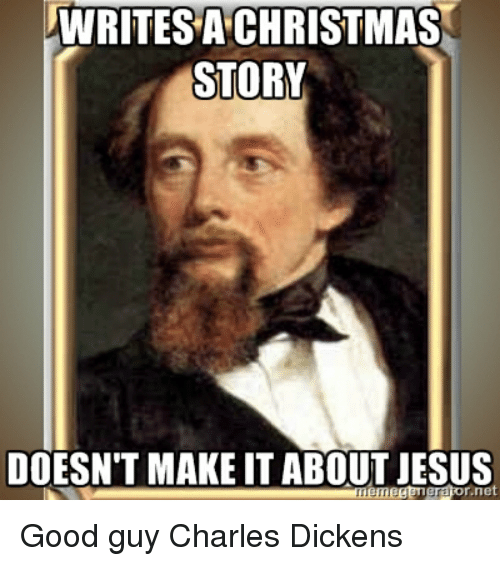 WRITES A CHRISTMAS
STORY
DOESN'T MAKE IT ABOUT JESUS
memegenerator.net
Good guy Charles Dickens